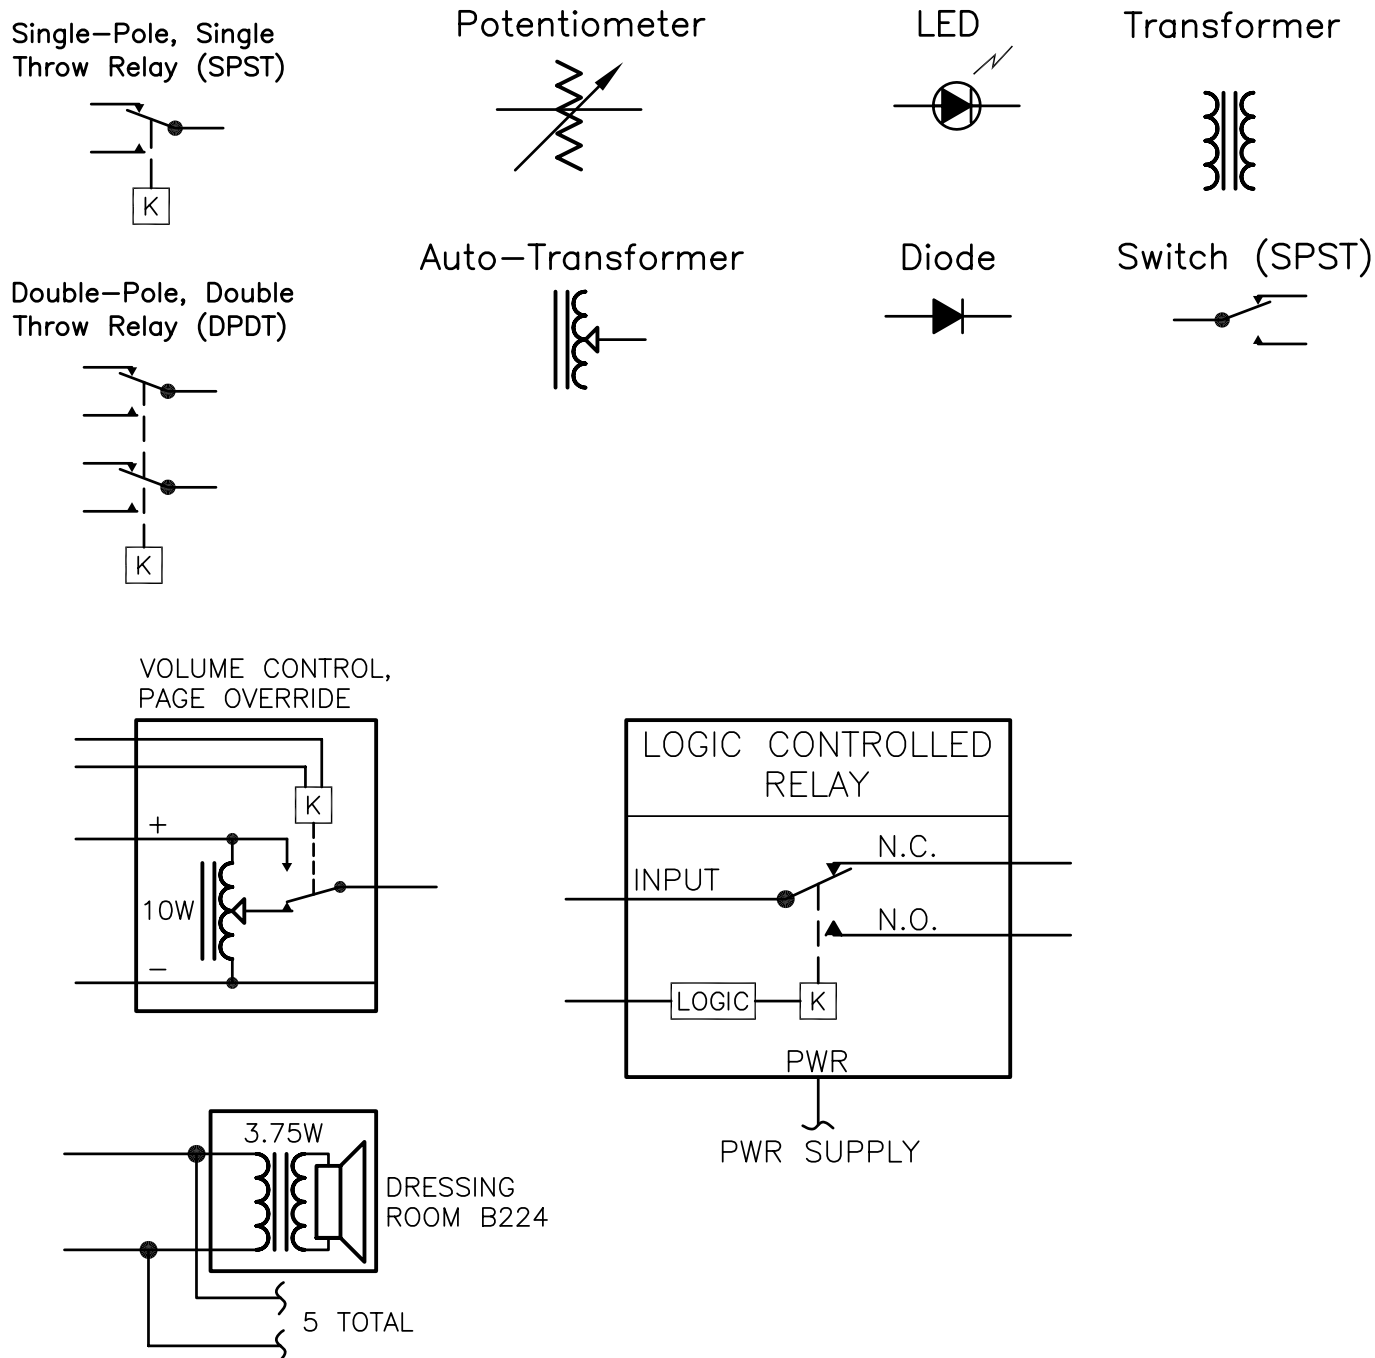 Single-Pole, Single
Throw Relay (SPST)
K
Potentiometer
LED
Transformer
Double-Pole, Double
Throw Relay (DPDT)
K
Auto-Transformer
Diode
Switch (SPST)
VOLUME CONTROL,
PAGE OVERRIDE
K
+
10W
–
LOGIC CONTROLLED
RELAY
N.C.
INPUT
N.O.
LOGIC
K
PWR
PWR SUPPLY
3.75W
DRESSING
ROOM B224
5 TOTAL